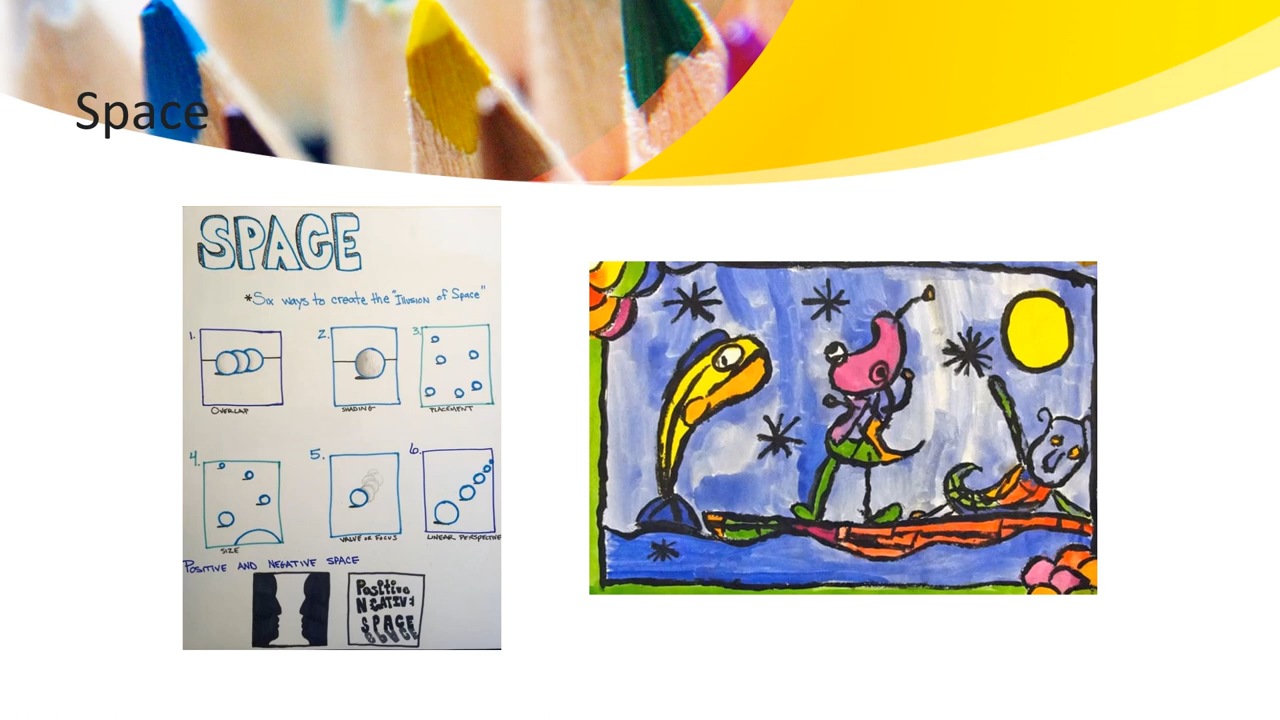 Space
SPACE
*Six ways to create the "Illusion of Space"
1. 2. 3.
OVERLAP SHADING PLACEMENT
4. 5. 6.
SIZE VALUE OR FOCUS LINEAR PERSPECTIVE
POSITIVE AND NEGATIVE SPACE
Positive
NEGATIVE
SPACE